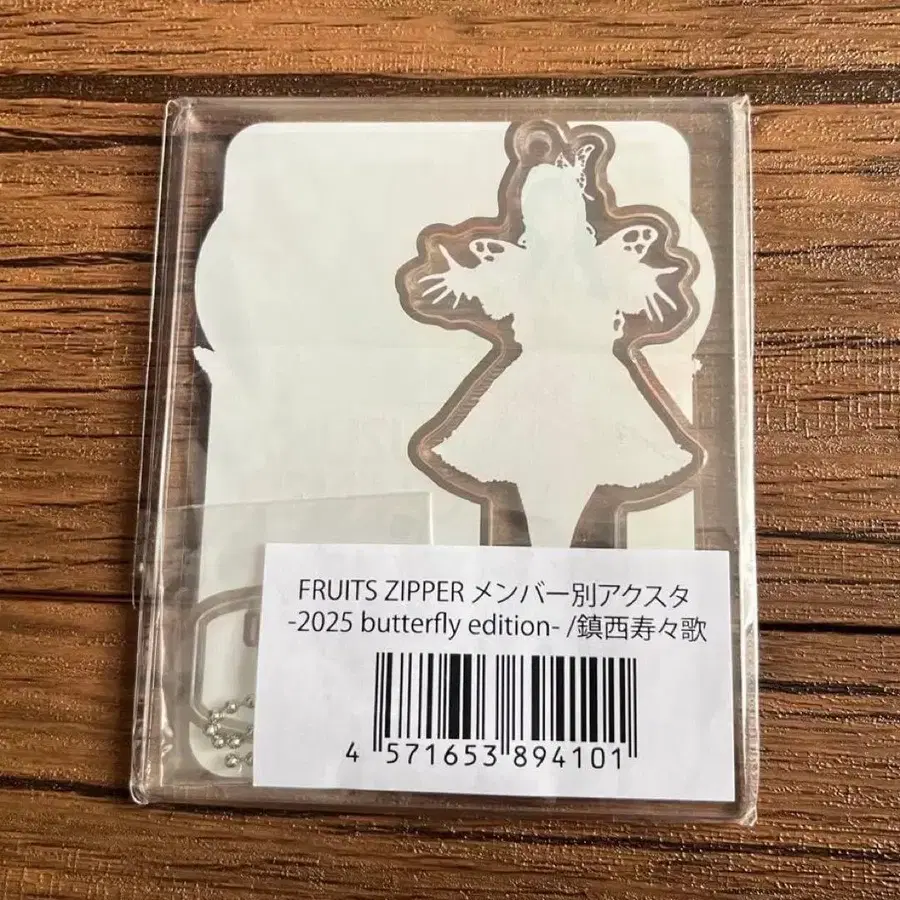 FRUITS ZIPPER メンバー別アクスタ
-2025 butterfly edition- /鎮西寿々歌
4 571653 894101